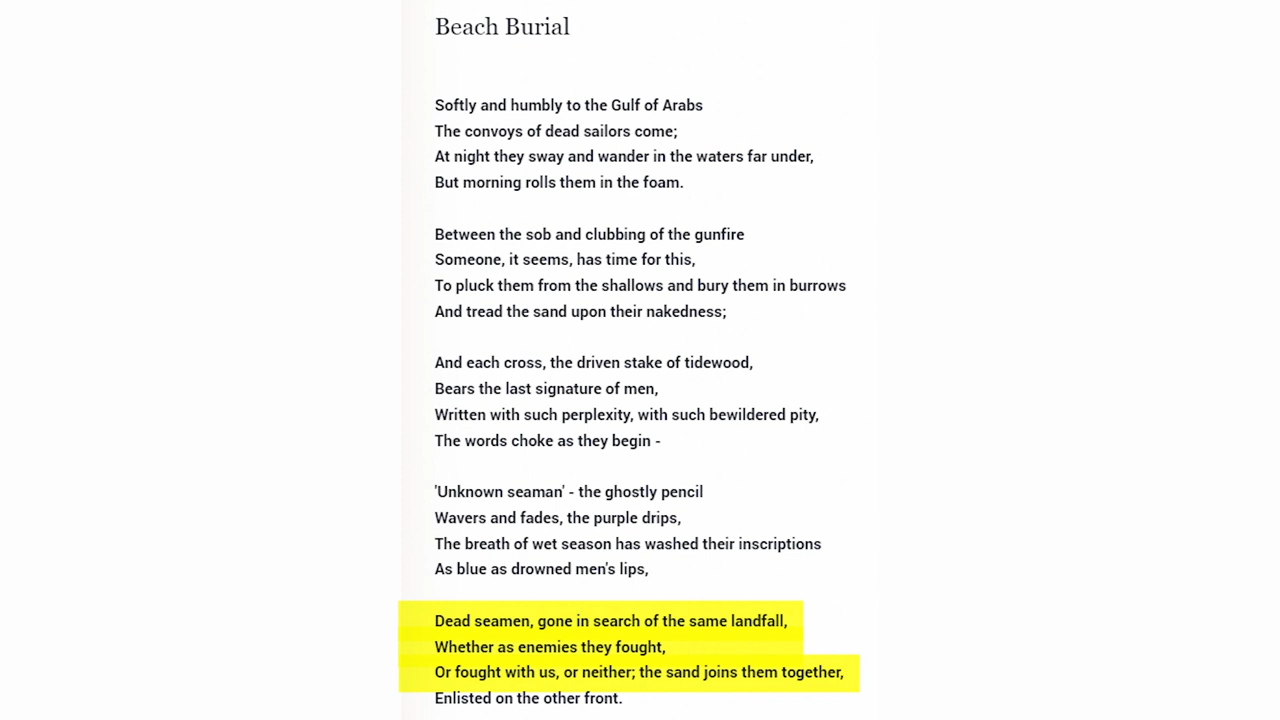 Beach Burial
Softly and humbly to the Gulf of Arabs
The convoys of dead sailors come;
At night they sway and wander in the waters far under,
But morning rolls them in the foam.
Between the sob and clubbing of the gunfire
Someone, it seems, has time for this,
To pluck them from the shallows and bury them in burrows
And tread the sand upon their nakedness;
And each cross, the driven stake of tidewood,
Bears the last signature of men,
Written with such perplexity, with such bewildered pity,
The words choke as they begin -
'Unknown seaman' - the ghostly pencil
Wavers and fades, the purple drips,
The breath of wet season has washed their inscriptions
As blue as drowned men's lips,
Dead seamen, gone in search of the same landfall,
Whether as enemies they fought,
Or fought with us, or neither; the sand joins them together,
Enlisted on the other front.